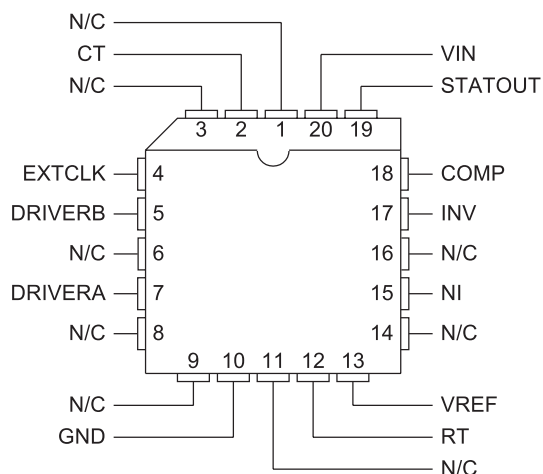 N/C
CT
VIN
N/C
STATOUT
3 2 1 20 19
EXTCLK 4 18 COMP
DRIVERB 5 17 INV
N/C 6 16 N/C
DRIVERA 7 15 NI
N/C 8 14 N/C
9 10 11 12 13
N/C
VREF
GND
RT
N/C